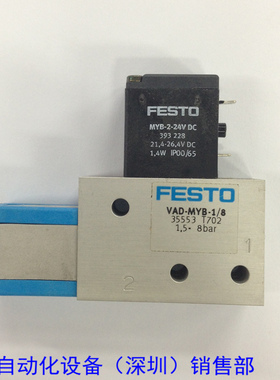 FESTO
MYB-2-24V DC
393 228
21,4-26,4V DC
1,4W IP00/65
FESTO
VAD-MYB-1/8
35553 T702
1,5- 8bar
1
2
自动化设备（深圳）销售部